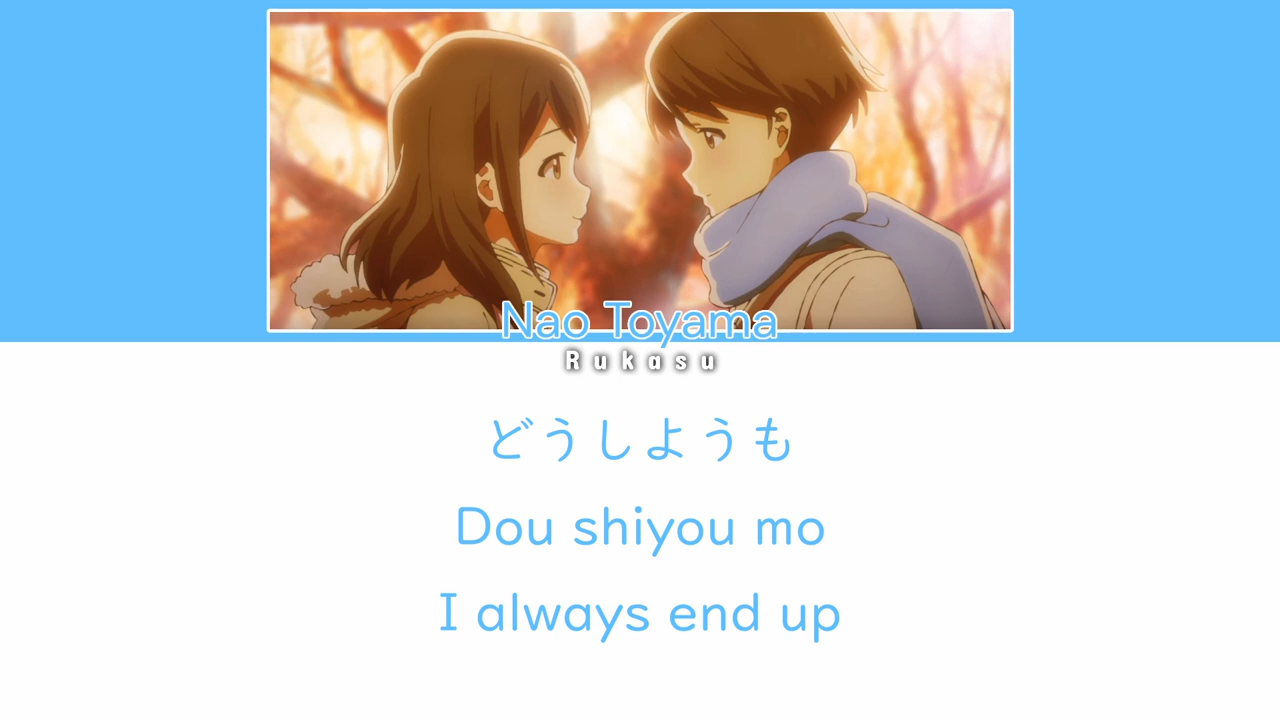 Nao Toyama
Rukasu
どうしようも
Dou shiyou mo
I always end up